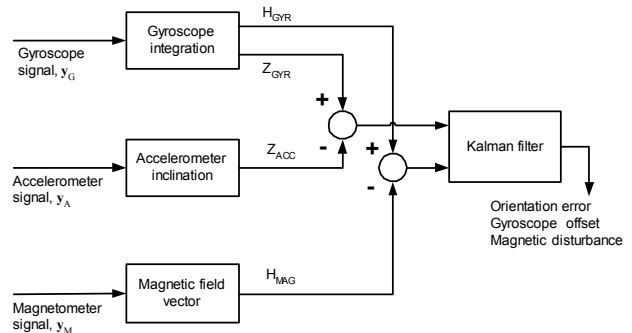 H_GYR
Gyroscope
integration
Gyroscope
signal, y_G
Z_GYR
+
-
+
-
Z_ACC
Accelerometer
inclination
Accelerometer
signal, y_A
Kalman filter
Orientation error
Gyroscope offset
Magnetic disturbance
H_MAG
Magnetic field
vector
Magnetometer
signal, y_M